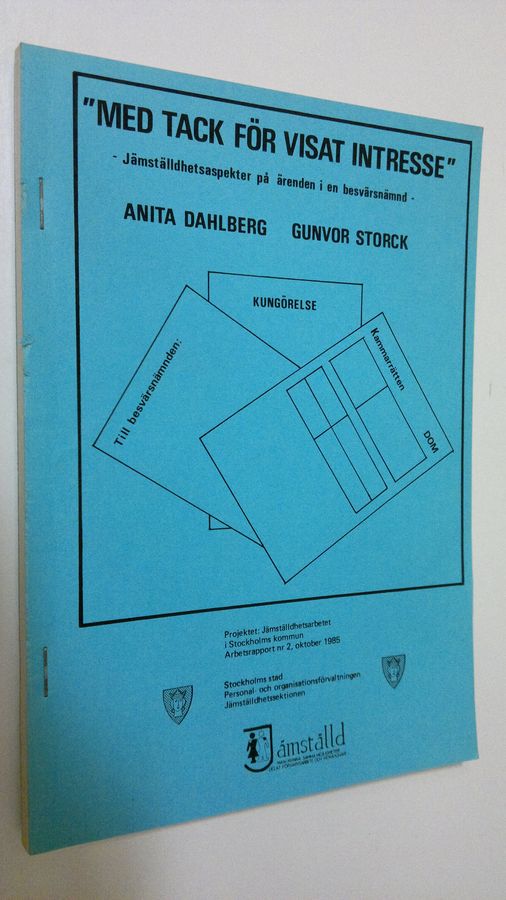 "MED TACK FÖR VISAT INTRESSE"
- Jämställdhetsaspekter på ärenden i en besvärsnämnd -
ANITA DAHLBERG GUNVOR STORCK
KUNGÖRELSE
Till besvärsnämnden:
Kammarrätten
DOM
Projektet: Jämställdhetsarbetet
i Stockholms kommun
Arbetsrapport nr 2, oktober 1985
Stockholms stad
Personal- och organisationsförvaltningen
Jämställdhetssektionen
Jämställd